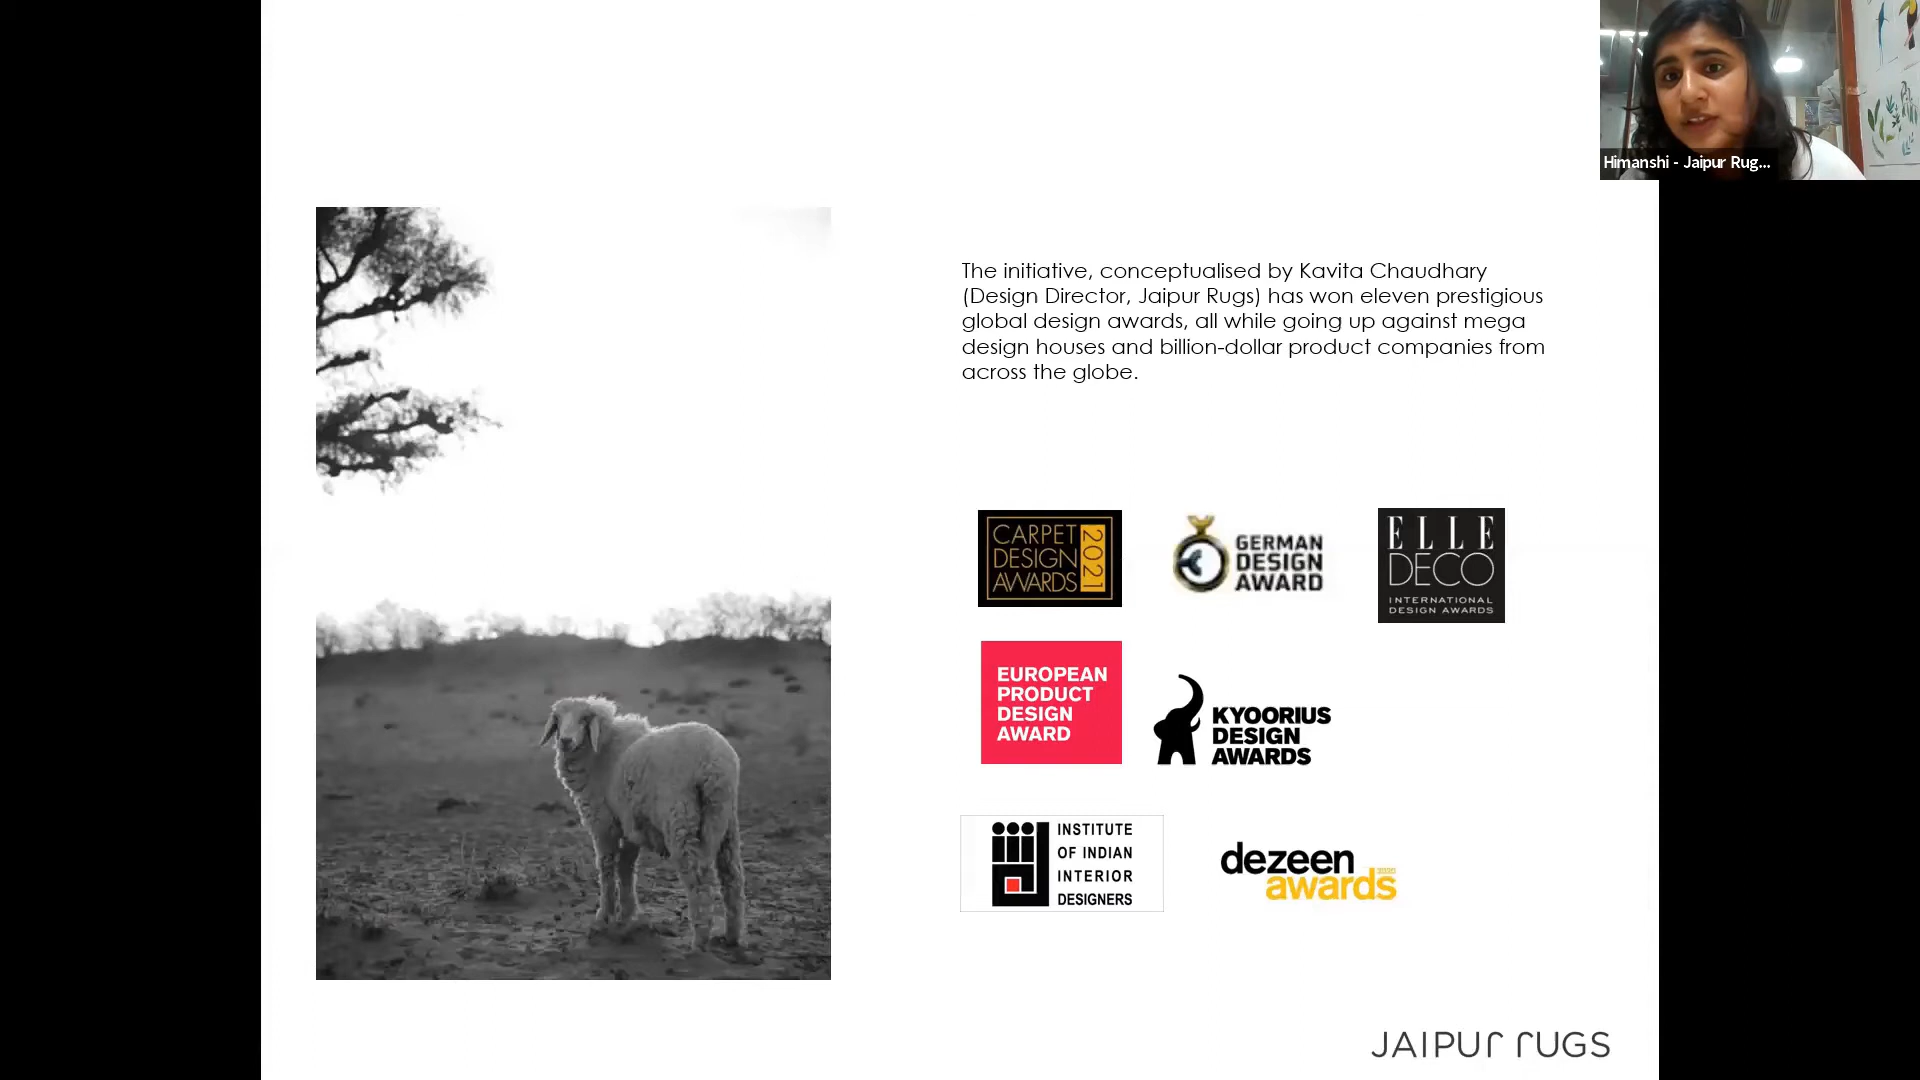 Himanshi - Jaipur Rug...
The initiative, conceptualised by Kavita Chaudhary
(Design Director, Jaipur Rugs) has won eleven prestigious
global design awards, all while going up against mega
design houses and billion-dollar product companies from
across the globe.
CARPET
DESIGN
AWARDS
2021
GERMAN
DESIGN
AWARD
ELLE
DECO
INTERNATIONAL
DESIGN AWARDS
EUROPEAN
PRODUCT
DESIGN
AWARD
KYOORIUS
DESIGN
AWARDS
INSTITUTE
OF INDIAN
INTERIOR
DESIGNERS
dezeen
awards
JAIPUR RUGS